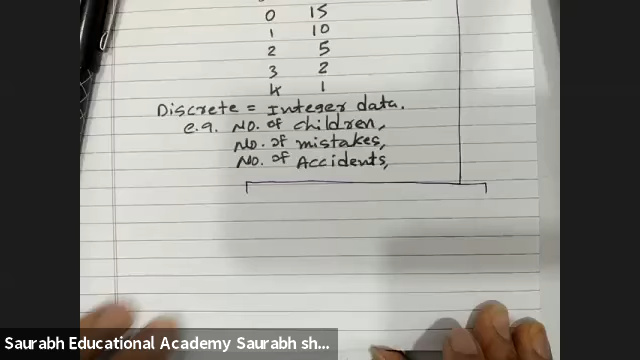 0 15
1 10
2 5
3 2
4 1
Discrete = Integer data.
e.g. No. of children,
No. of mistakes,
No. of Accidents,
Saurabh Educational Academy Saurabh sh...